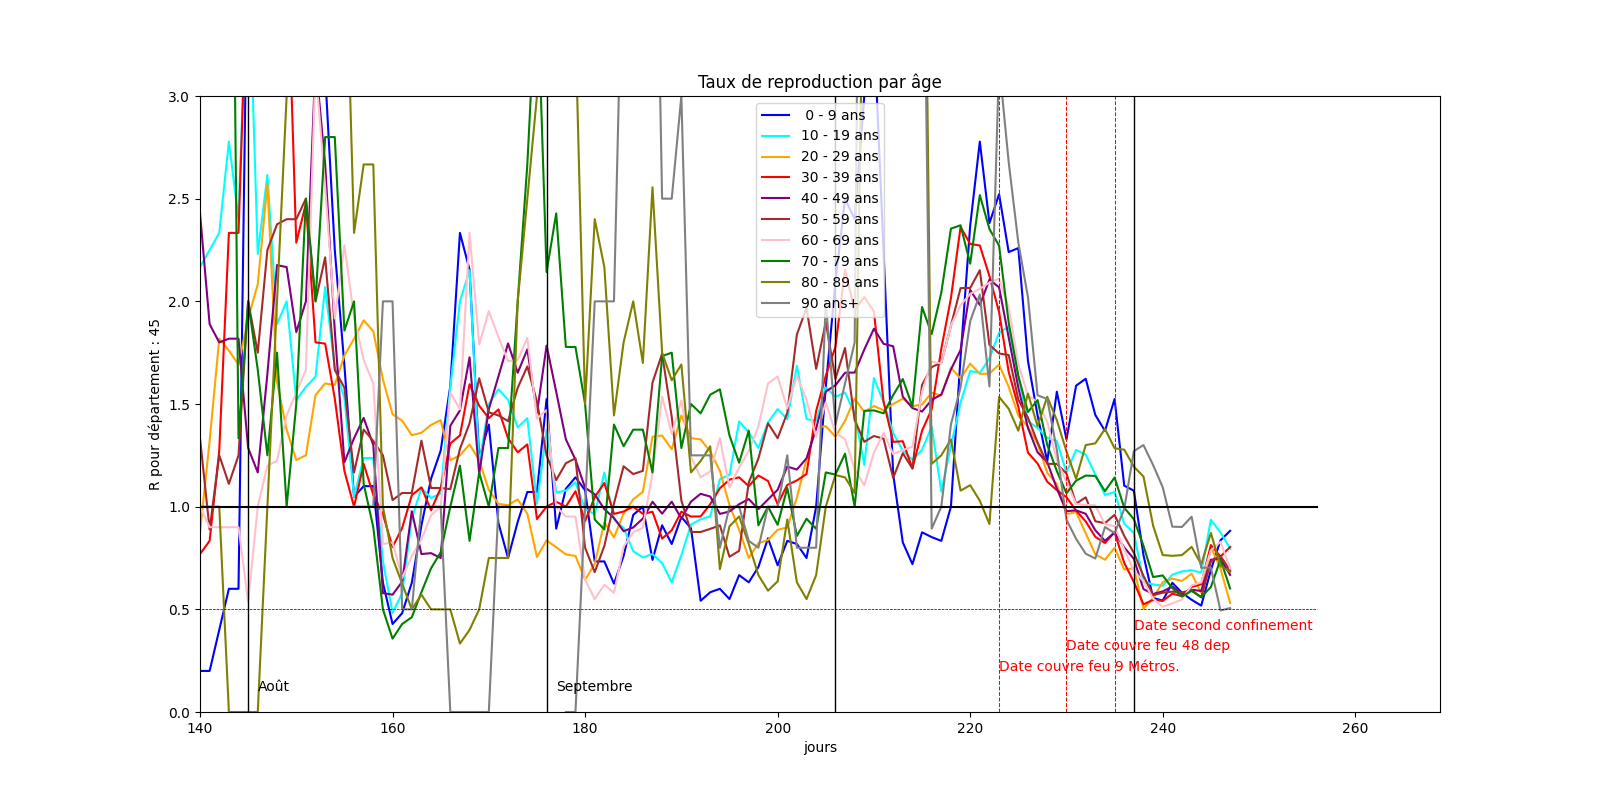 Taux de reproduction par âge
R pour département : 45
3.0
2.5
2.0
1.5
1.0
0.5
0.0
0 - 9 ans
10 - 19 ans
20 - 29 ans
30 - 39 ans
40 - 49 ans
50 - 59 ans
60 - 69 ans
70 - 79 ans
80 - 89 ans
90 ans+
Date second confinement
Date couvre feu 48 dep
Date couvre feu 9 Métros.
Août
Septembre
140 160 180 200 220 240 260
jours